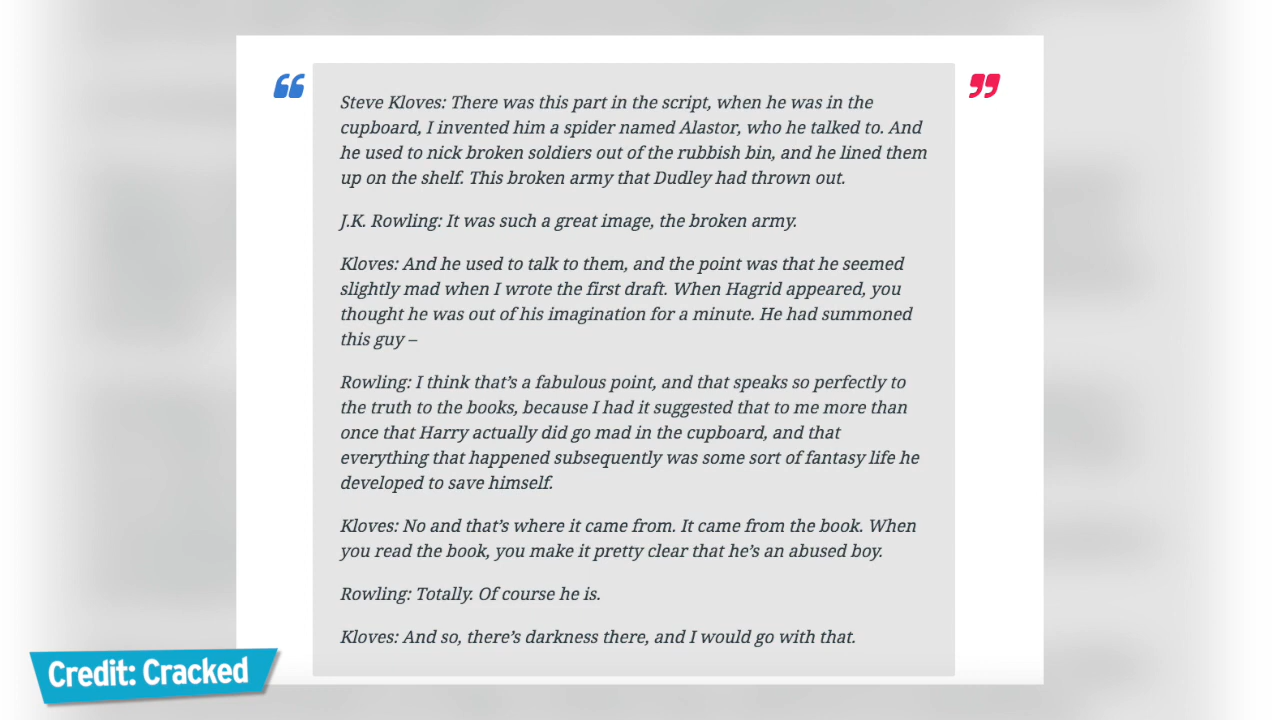 Steve Kloves: There was this part in the script, when he was in the
cupboard, I invented him a spider named Alastor, who he talked to. And
he used to nick broken soldiers out of the rubbish bin, and he lined them
up on the shelf. This broken army that Dudley had thrown out.
J.K. Rowling: It was such a great image, the broken army.
Kloves: And he used to talk to them, and the point was that he seemed
slightly mad when I wrote the first draft. When Hagrid appeared, you
thought he was out of his imagination for a minute. He had summoned
this guy –
Rowling: I think that’s a fabulous point, and that speaks so perfectly to
the truth to the books, because I had it suggested that to me more than
once that Harry actually did go mad in the cupboard, and that
everything that happened subsequently was some sort of fantasy life he
developed to save himself.
Kloves: No and that’s where it came from. It came from the book. When
you read the book, you make it pretty clear that he’s an abused boy.
Rowling: Totally. Of course he is.
Kloves: And so, there’s darkness there, and I would go with that.
Credit: Cracked